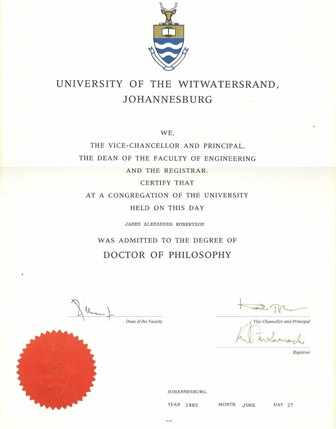 UNIVERSITY OF THE WITWATERSRAND,
JOHANNESBURG
WE,
THE VICE-CHANCELLOR AND PRINCIPAL,
THE DEAN OF THE FACULTY OF ENGINEERING
AND THE REGISTRAR,
CERTIFY THAT
AT A CONGREGATION OF THE UNIVERSITY
HELD ON THIS DAY
JAMES ALEXANDER ROBERTSON
WAS ADMITTED TO THE DEGREE OF
DOCTOR OF PHILOSOPHY
Dean of the Faculty
Vice-Chancellor and Principal
Registrar
JOHANNESBURG,
YEAR 1985 MONTH JUNE DAY 27